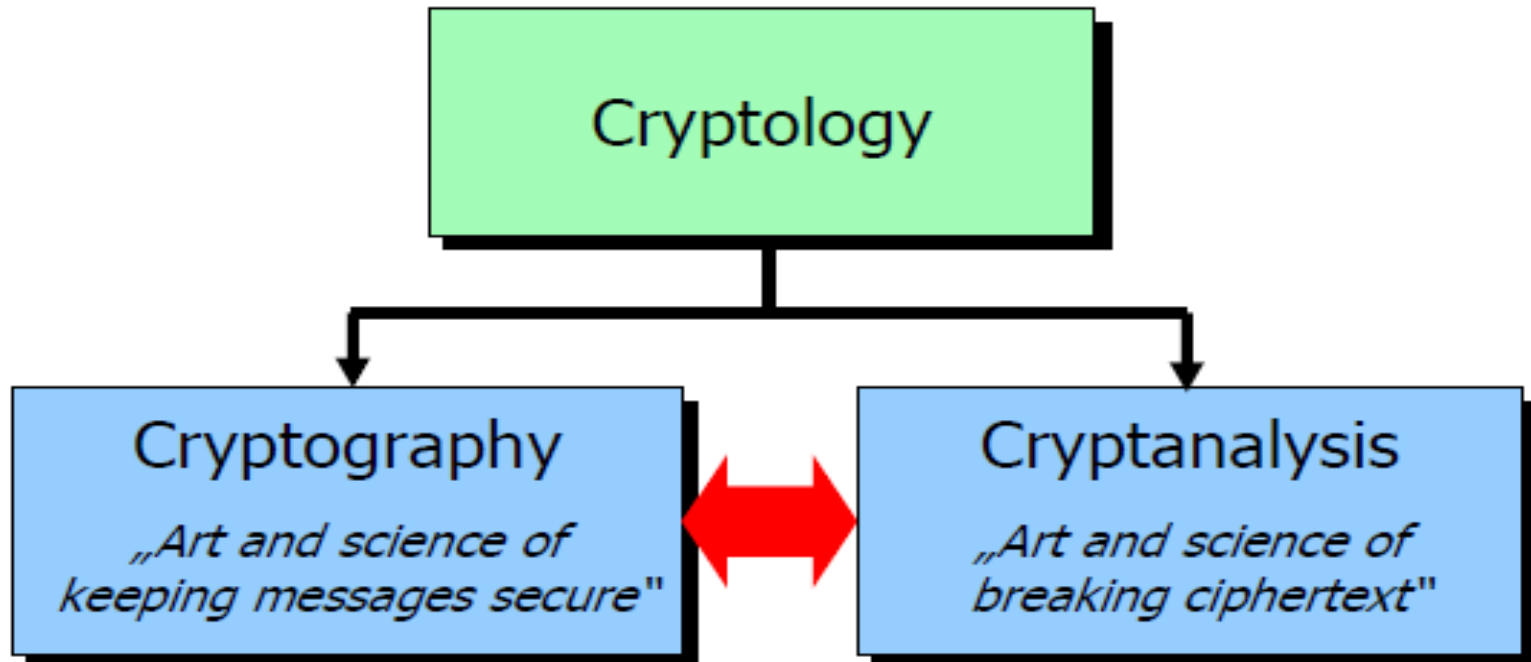 Cryptology
Cryptography
„Art and science of
keeping messages secure"
Cryptanalysis
„Art and science of
breaking ciphertext"